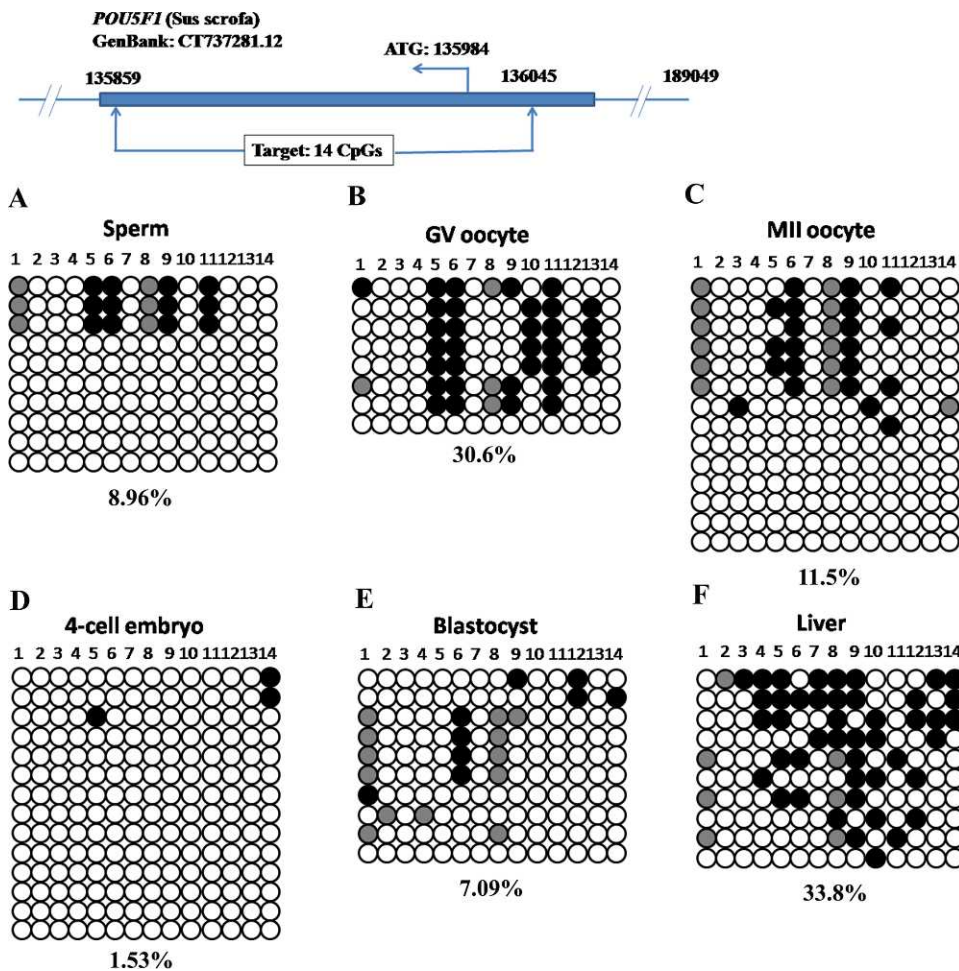 POU5F1 (Sus scrofa)
GenBank: CT737281.12
ATG: 135984
135859
136045
189049
Target: 14 CpGs
A
Sperm
1 2 3 4 5 6 7 8 9 10 11 12 13 14
8.96%
B
GV oocyte
1 2 3 4 5 6 7 8 9 10 11 12 13 14
30.6%
C
MII oocyte
1 2 3 4 5 6 7 8 9 10 11 12 13 14
11.5%
D
4-cell embryo
1 2 3 4 5 6 7 8 9 10 11 12 13 14
1.53%
E
Blastocyst
1 2 3 4 5 6 7 8 9 10 11 12 13 14
7.09%
F
Liver
1 2 3 4 5 6 7 8 9 10 11 12 13 14
33.8%